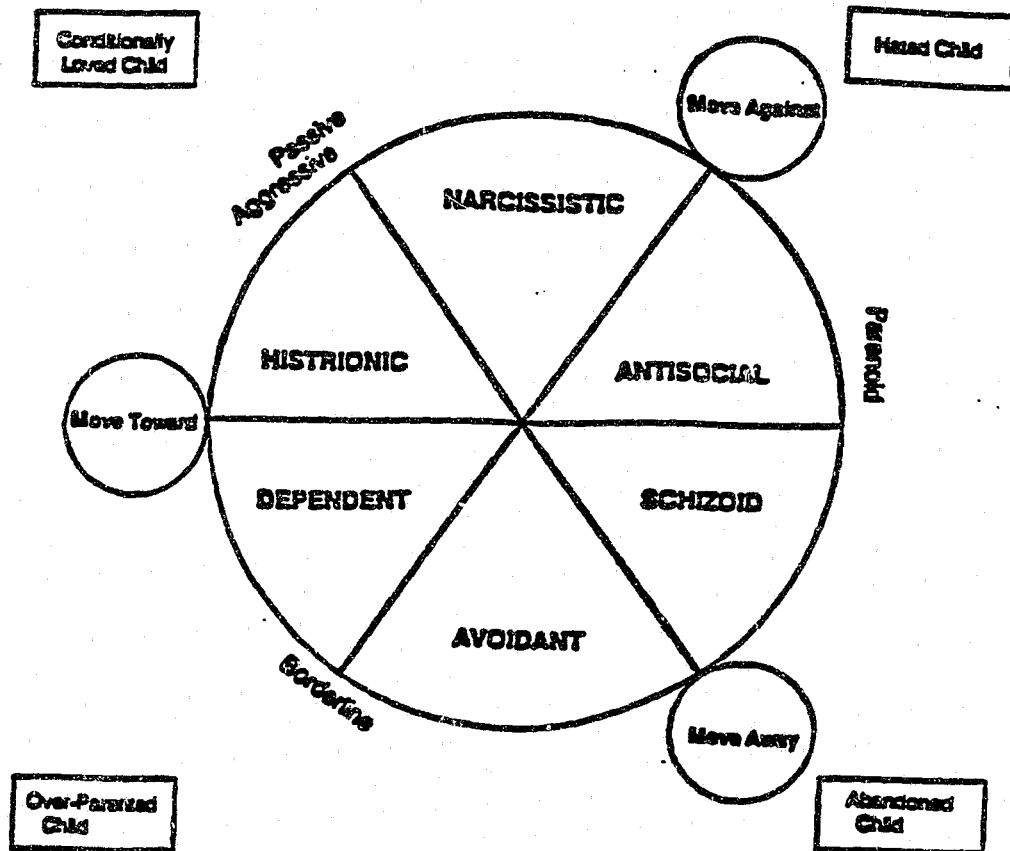 Conditionally
Loved Child
Hated Child
Move Against
Passive
Aggressive
NARCISSISTIC
Paranoid
HISTRIONIC
ANTISOCIAL
Move Toward
DEPENDENT
SCHIZOID
AVOIDANT
Borderline
Move Away
Over-Parented
Child
Abandoned
Child